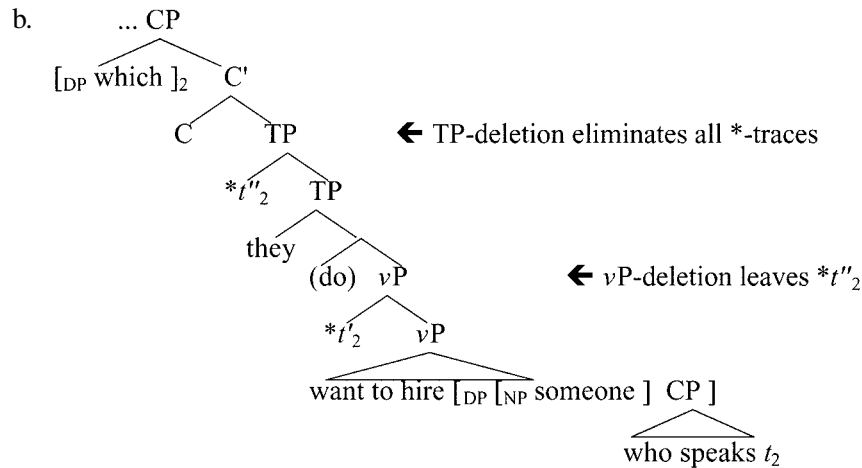 b. ... CP
[DP which ]2 C'
C TP 🡰 TP-deletion eliminates all *-traces
*t''2 TP
they
(do) vP 🡰 vP-deletion leaves *t''2
*t'2 vP
want to hire [DP [NP someone ] CP ]
who speaks t2